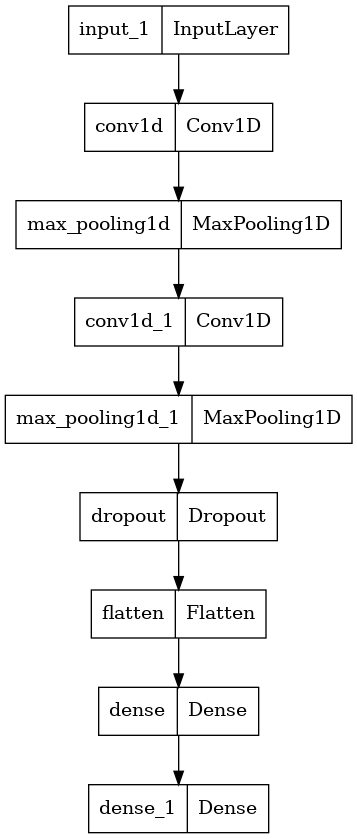 input_1 InputLayer
conv1d Conv1D
max_pooling1d MaxPooling1D
conv1d_1 Conv1D
max_pooling1d_1 MaxPooling1D
dropout Dropout
flatten Flatten
dense Dense
dense_1 Dense